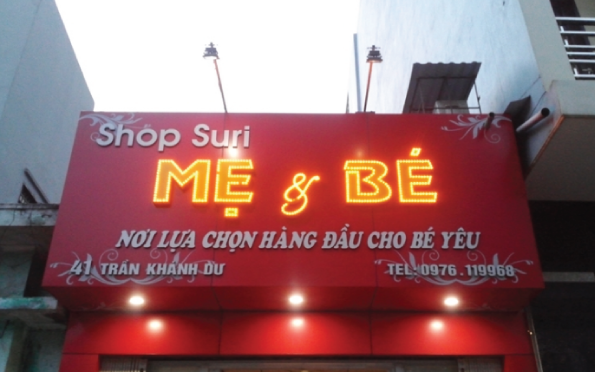 Shop Suri
MẸ & BÉ
NƠI LỰA CHỌN HÀNG ĐẦU CHO BÉ YÊU
41 TRẦN KHÁNH DƯ
TEL: 0976.119968